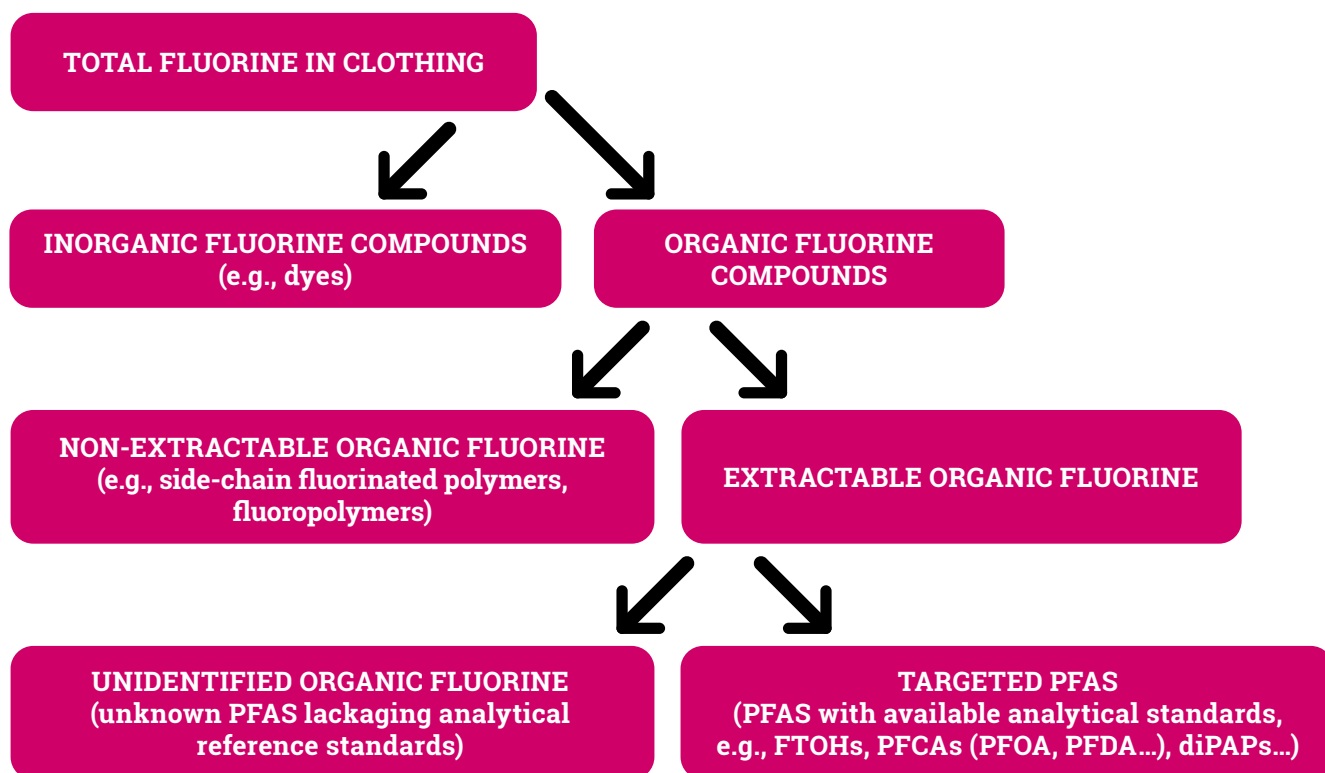 TOTAL FLUORINE IN CLOTHING
INORGANIC FLUORINE COMPOUNDS
(e.g., dyes)
ORGANIC FLUORINE
COMPOUNDS
NON-EXTRACTABLE ORGANIC FLUORINE
(e.g., side-chain fluorinated polymers,
fluoropolymers)
EXTRACTABLE ORGANIC FLUORINE
UNIDENTIFIED ORGANIC FLUORINE
(unknown PFAS lackaging analytical
reference standards)
TARGETED PFAS
(PFAS with available analytical standards,
e.g., FTOHs, PFCAs (PFOA, PFDA…), diPAPs…)